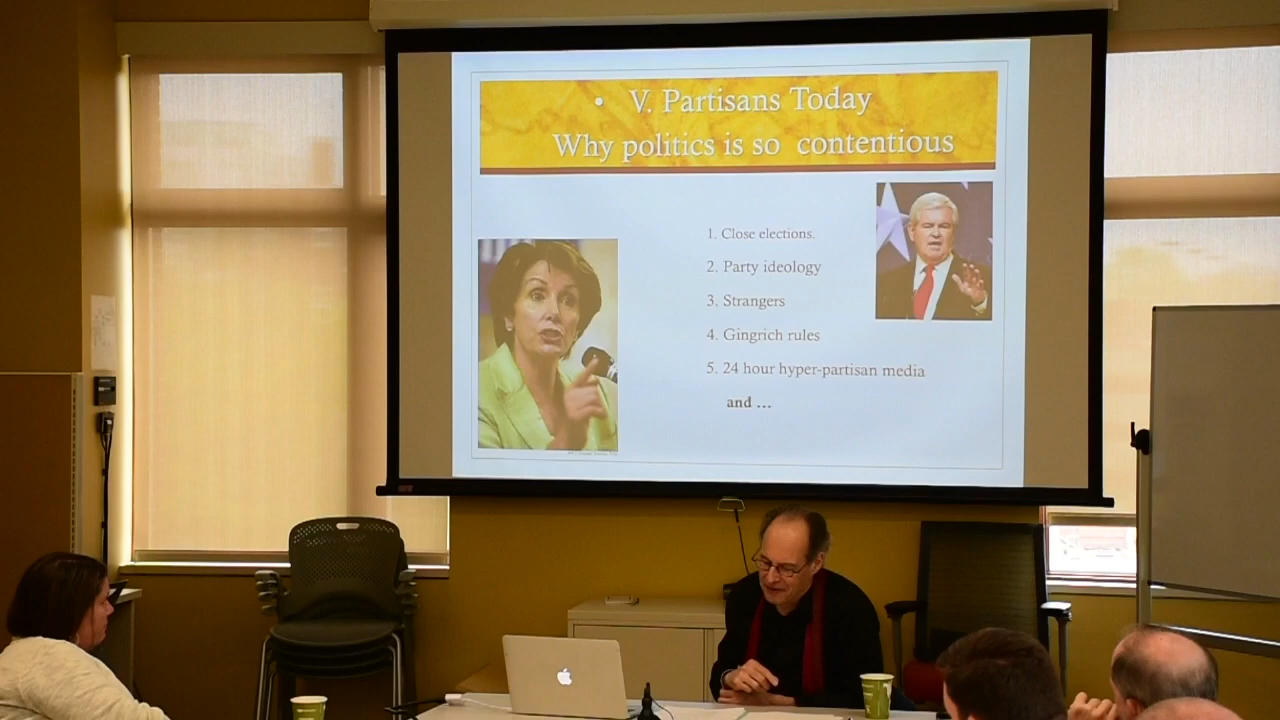 • V. Partisans Today
Why politics is so contentious
1. Close elections.
2. Party ideology
3. Strangers
4. Gingrich rules
5. 24 hour hyper-partisan media
and ...